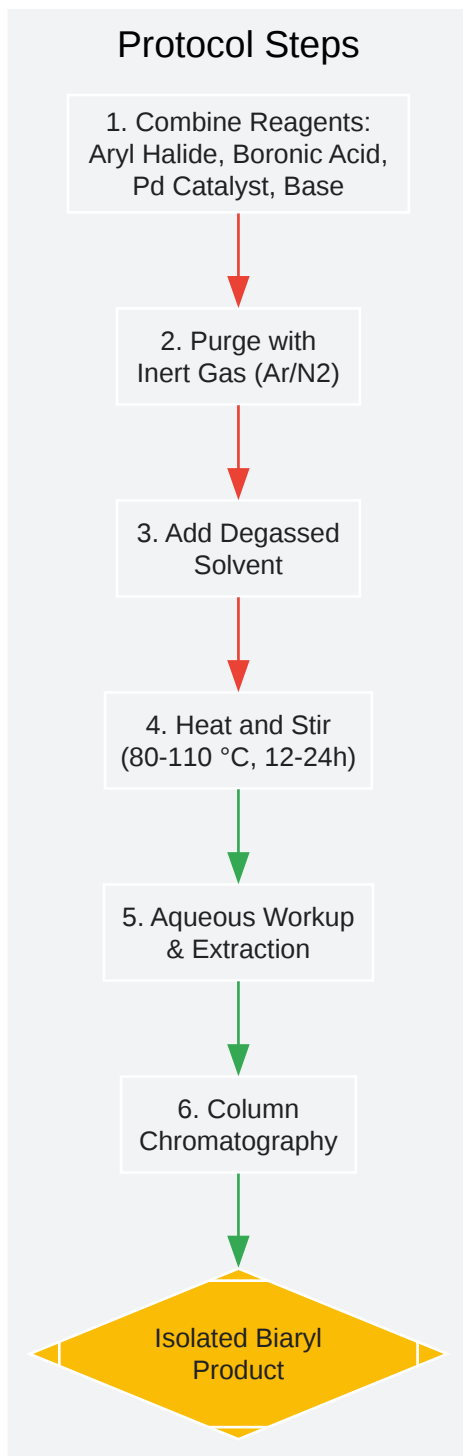 Protocol Steps
1. Combine Reagents:
Aryl Halide, Boronic Acid,
Pd Catalyst, Base
2. Purge with
Inert Gas (Ar/N2)
3. Add Degassed
Solvent
4. Heat and Stir
(80-110 °C, 12-24h)
5. Aqueous Workup
& Extraction
6. Column
Chromatography
Isolated Biaryl
Product